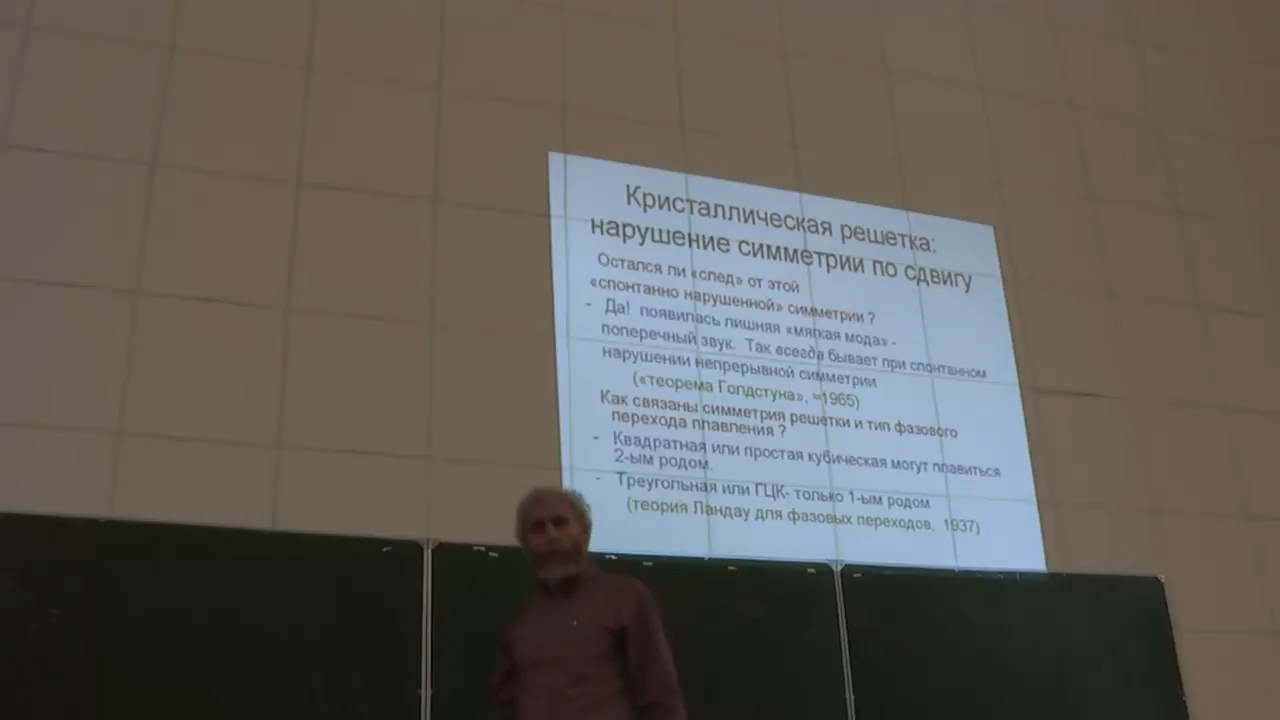 Кристаллическая решетка:
нарушение симметрии по сдвигу
Остался ли «след» от этой
«спонтанно нарушенной» симметрии ?
- Да! появилась лишняя «мягкая мода» -
поперечный звук. Так всегда бывает при спонтанном
нарушении непрерывной симметрии
(«теорема Голдстуна», ≈1965)
Как связаны симметрия решетки и тип фазового
перехода плавления ?
- Квадратная или простая кубическая могут плавиться
2-ым родом.
- Треугольная или ГЦК- только 1-ым родом
(теория Ландау для фазовых переходов, 1937)